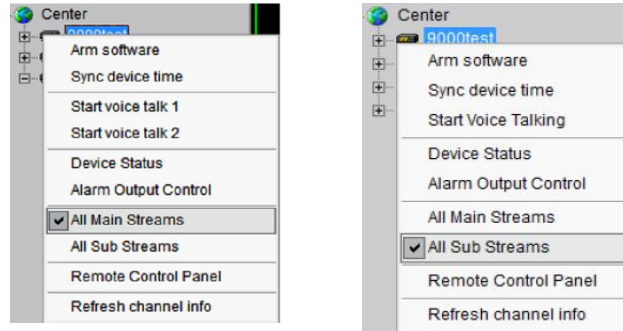 Center
9000test
Arm software
Sync device time
Start voice talk 1
Start voice talk 2
Device Status
Alarm Output Control
All Main Streams
All Sub Streams
Remote Control Panel
Refresh channel info
Center
9000test
Arm software
Sync device time
Start Voice Talking
Device Status
Alarm Output Control
All Main Streams
All Sub Streams
Remote Control Panel
Refresh channel info